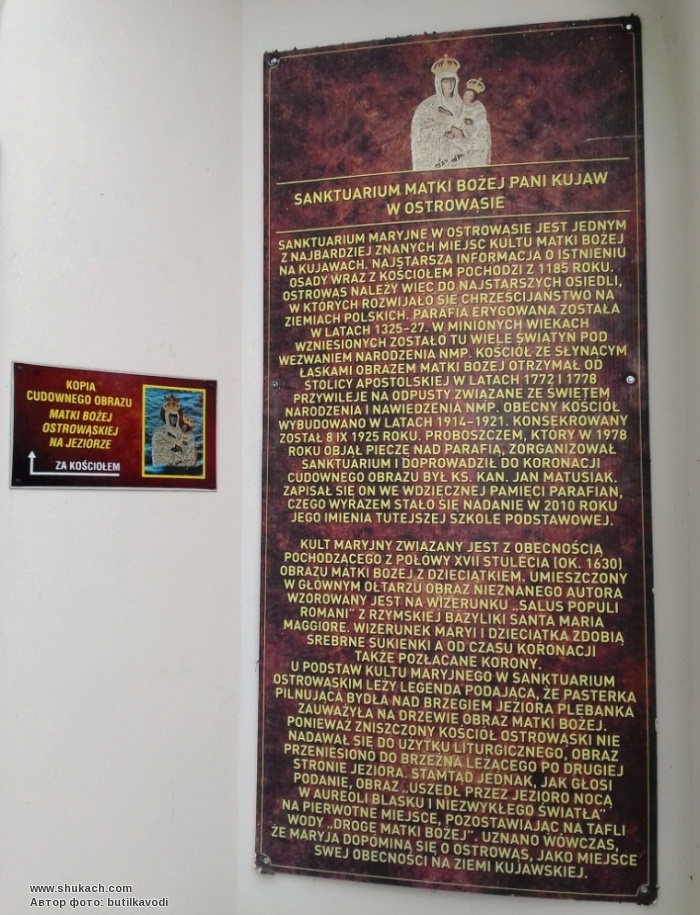 KOPIA
CUDOWNEGO OBRAZU
MATKI BOŻEJ
OSTROWĄSKIEJ
NA JEZIORZE
ZA KOŚCIOŁEM
SANKTUARIUM MATKI BOŻEJ PANI KUJAW
W OSTROWĄSIE
SANKTUARIUM MARYJNE W OSTROWĄSIE JEST JEDNYM
Z NAJBARDZIEJ ZNANYCH MIEJSC KULTU MATKI BOŻEJ
NA KUJAWACH. NAJSTARSZA INFORMACJA O ISTNIENIU
OSADY WRAZ Z KOŚCIOŁEM POCHODZI Z 1185 ROKU.
OSTROWĄS NALEŻY WIĘC DO NAJSTARSZYCH OSIEDLI,
W KTÓRYCH ROZWIJAŁO SIĘ CHRZEŚCIJAŃSTWO NA
ZIEMIACH POLSKICH. PARAFIA ERYGOWANA ZOSTAŁA
W LATACH 1325-27. W MINIONYCH WIEKACH
WZNIESIONYCH ZOSTAŁO TU WIELE ŚWIĄTYŃ POD
WEZWANIEM NARODZENIA NMP. KOŚCIÓŁ ZE SŁYNĄCYM
ŁASKAMI OBRAZEM MATKI BOŻEJ OTRZYMAŁ OD
STOLICY APOSTOLSKIEJ W LATACH 1772 I 1778
PRZYWILEJE NA ODPUSTY ZWIĄZANE ZE ŚWIĘTEM
NARODZENIA I NAWIEDZENIA NMP. OBECNY KOŚCIÓŁ
WYBUDOWANO W LATACH 1914-1921. KONSEKROWANY
ZOSTAŁ 8 IX 1925 ROKU. PROBOSZCZEM, KTÓRY W 1978
ROKU OBJĄŁ PIECZĘ NAD PARAFIĄ, ZORGANIZOWAŁ
SANKTUARIUM I DOPROWADZIŁ DO KORONACJI
CUDOWNEGO OBRAZU BYŁ KS. KAN. JAN MATUSIAK.
ZAPISAŁ SIĘ ON WE WDZIĘCZNEJ PAMIĘCI PARAFIAN,
CZEGO WYRAZEM STAŁO SIĘ NADANIE W 2010 ROKU
JEGO IMIENIA TUTEJSZEJ SZKOLE PODSTAWOWEJ.
KULT MARYJNY ZWIĄZANY JEST Z OBECNOŚCIĄ
POCHODZĄCEGO Z POŁOWY XVII STULECIA (OK. 1630)
OBRAZU MATKI BOŻEJ Z DZIECIĄTKIEM. UMIESZCZONY
W GŁÓWNYM OŁTARZU OBRAZ NIEZNANEGO AUTORA
WZOROWANY JEST NA WIZERUNKU „SALUS POPULI
ROMANI" Z RZYMSKIEJ BAZYLIKI SANTA MARIA
MAGGIORE. WIZERUNEK MARYI I DZIECIĄTKA ZDOBIĄ
SREBRNE SUKIENKI A OD CZASU KORONACJI
TAKŻE POZŁACANE KORONY.
U PODSTAW KULTU MARYJNEGO W SANKTUARIUM
OSTROWĄSKIM LEŻY LEGENDA PODAJĄCA, ŻE PASTERKA
PILNUJĄCA BYDŁA NAD BRZEGIEM JEZIORA PLEBANKA
ZAUWAŻYŁA NA DRZEWIE OBRAZ MATKI BOŻEJ.
PONIEWAŻ ZNISZCZONY KOŚCIÓŁ OSTROWĄSKI NIE
NADAWAŁ SIĘ DO UŻYTKU LITURGICZNEGO, OBRAZ
PRZENIESIONO DO BRZEŹNA LEŻĄCEGO PO DRUGIEJ
STRONIE JEZIORA. STAMTĄD JEDNAK, JAK GŁOSI
PODANIE, OBRAZ „USZEDŁ PRZEZ JEZIORO NOCĄ
W AUREOLI BLASKU I NIEZWYKŁEGO ŚWIATŁA"
NA PIERWOTNE MIEJSCE, POZOSTAWIAJĄC NA TAFLI
WODY „DROGĘ MATKI BOŻEJ". UZNANO WÓWCZAS,
ŻE MARYJA DOPOMINA SIĘ O OSTROWĄS, JAKO MIEJSCE
SWEJ OBECNOŚCI NA ZIEMI KUJAWSKIEJ.
www.shukach.com
Автор фото: butilkavodi